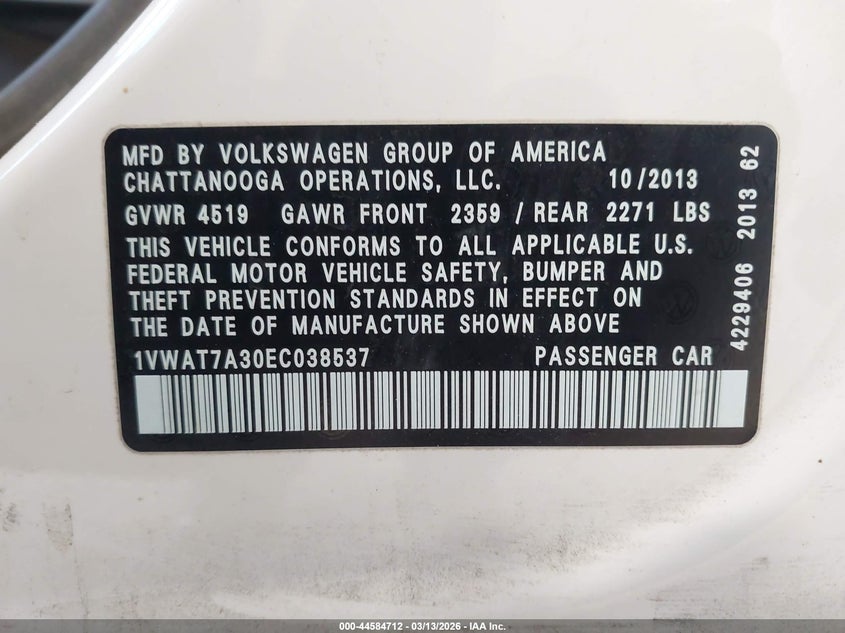 MFD BY VOLKSWAGEN GROUP OF AMERICA
CHATTANOOGA OPERATIONS, LLC. 10/2013
GVWR 4519 GAWR FRONT 2359 / REAR 2271 LBS
THIS VEHICLE CONFORMS TO ALL APPLICABLE U.S.
FEDERAL MOTOR VEHICLE SAFETY, BUMPER AND
THEFT PREVENTION STANDARDS IN EFFECT ON
THE DATE OF MANUFACTURE SHOWN ABOVE
1VWAT7A30EC038537 PASSENGER CAR
4229406 2013 62
000-44584712 | 03/13/2026 - IAA Inc.